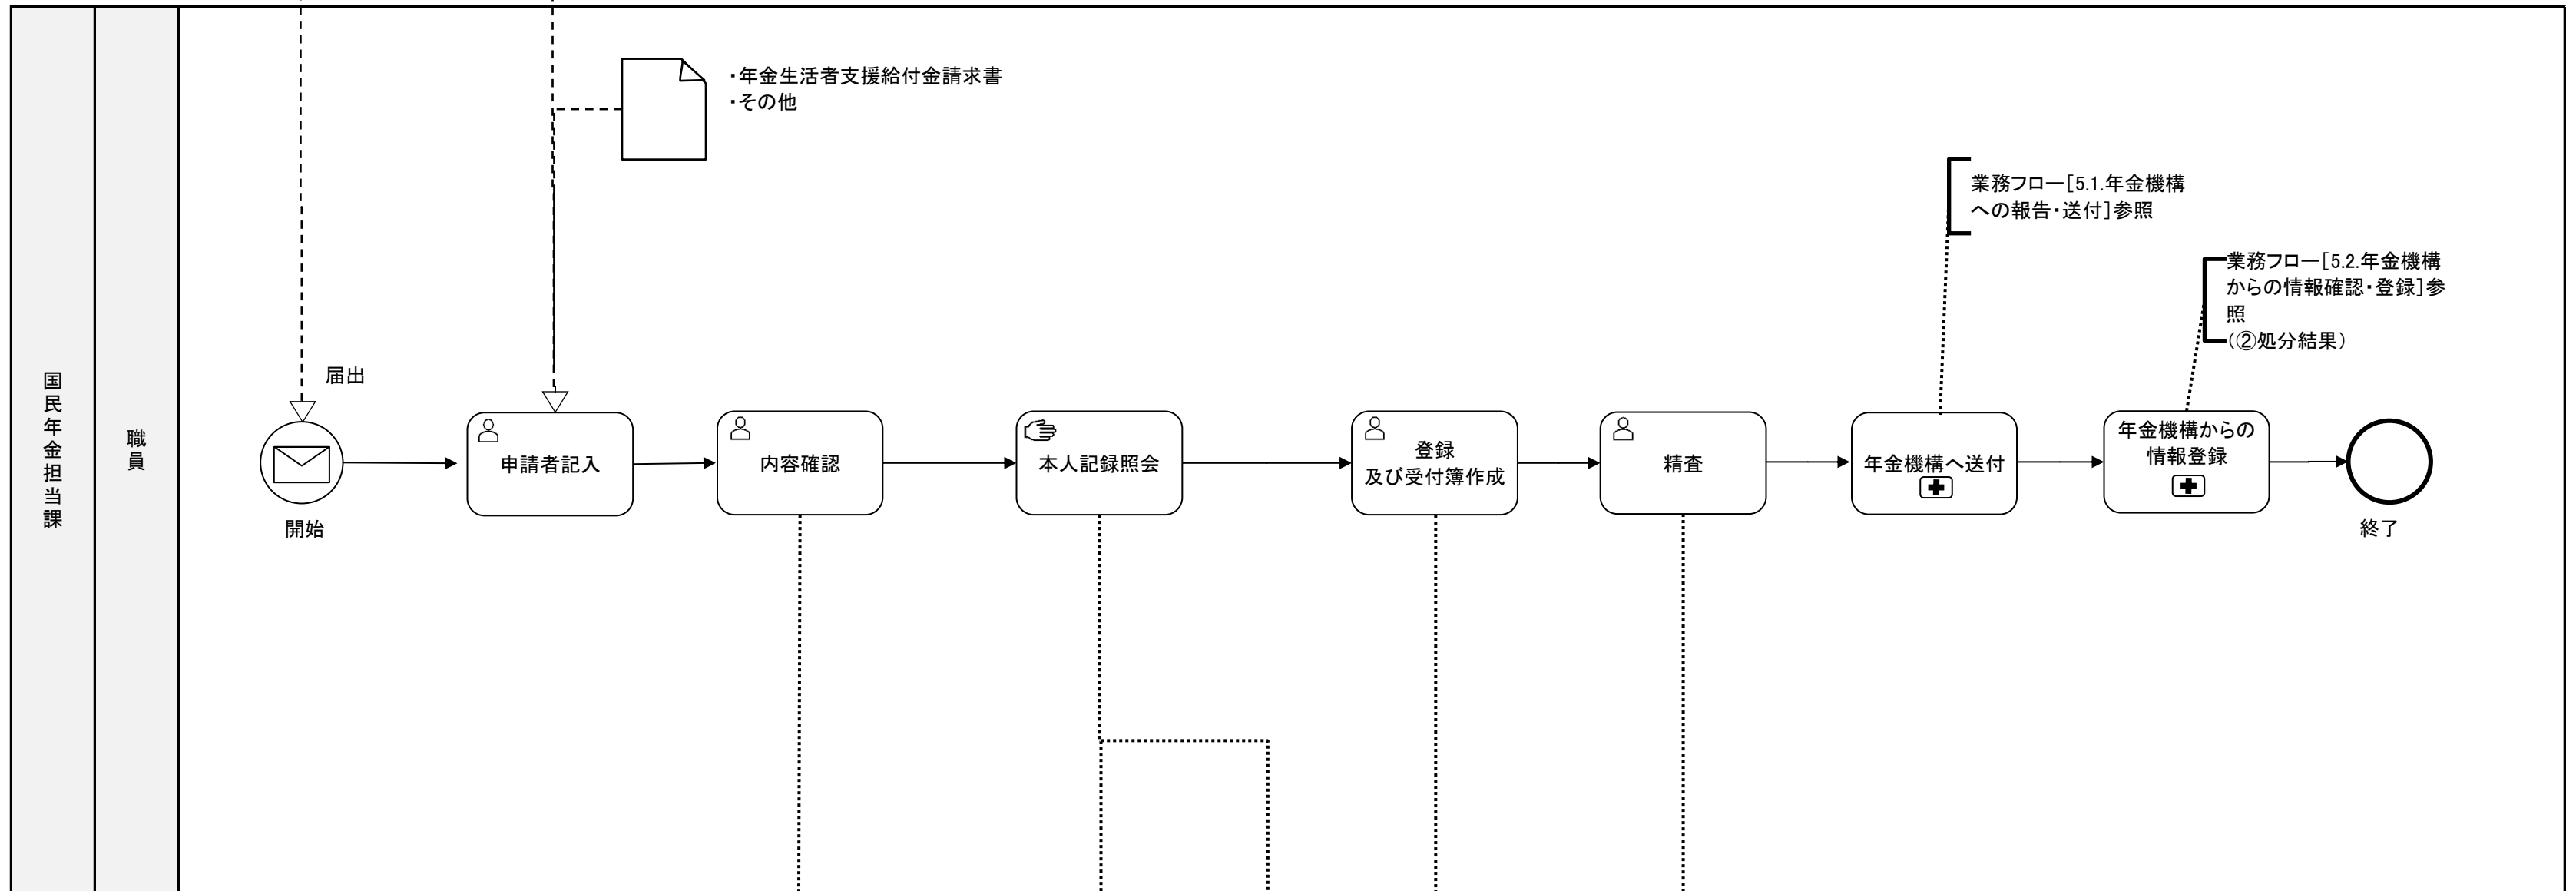 国民年金担当課
職員
・年金生活者支援給付金請求書
・その他
業務フロー[5.1.年金機構
への報告・送付]参照
業務フロー[5.2.年金機構
からの情報確認・登録]参
照
(②処分結果)
届出
開始
申請者記入
内容確認
本人記録照会
登録
及び受付簿作成
精査
年金機構へ送付
年金機構からの
情報登録
終了